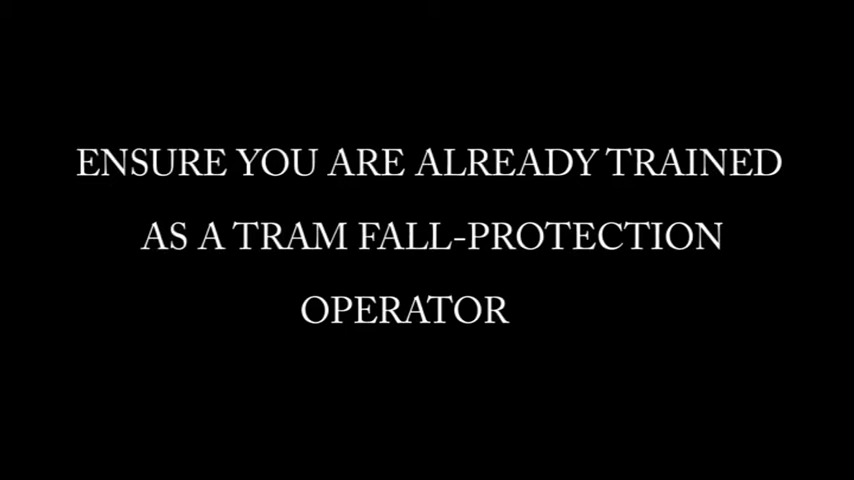 ENSURE YOU ARE ALREADY TRAINED
AS A TRAM FALL-PROTECTION
OPERATOR